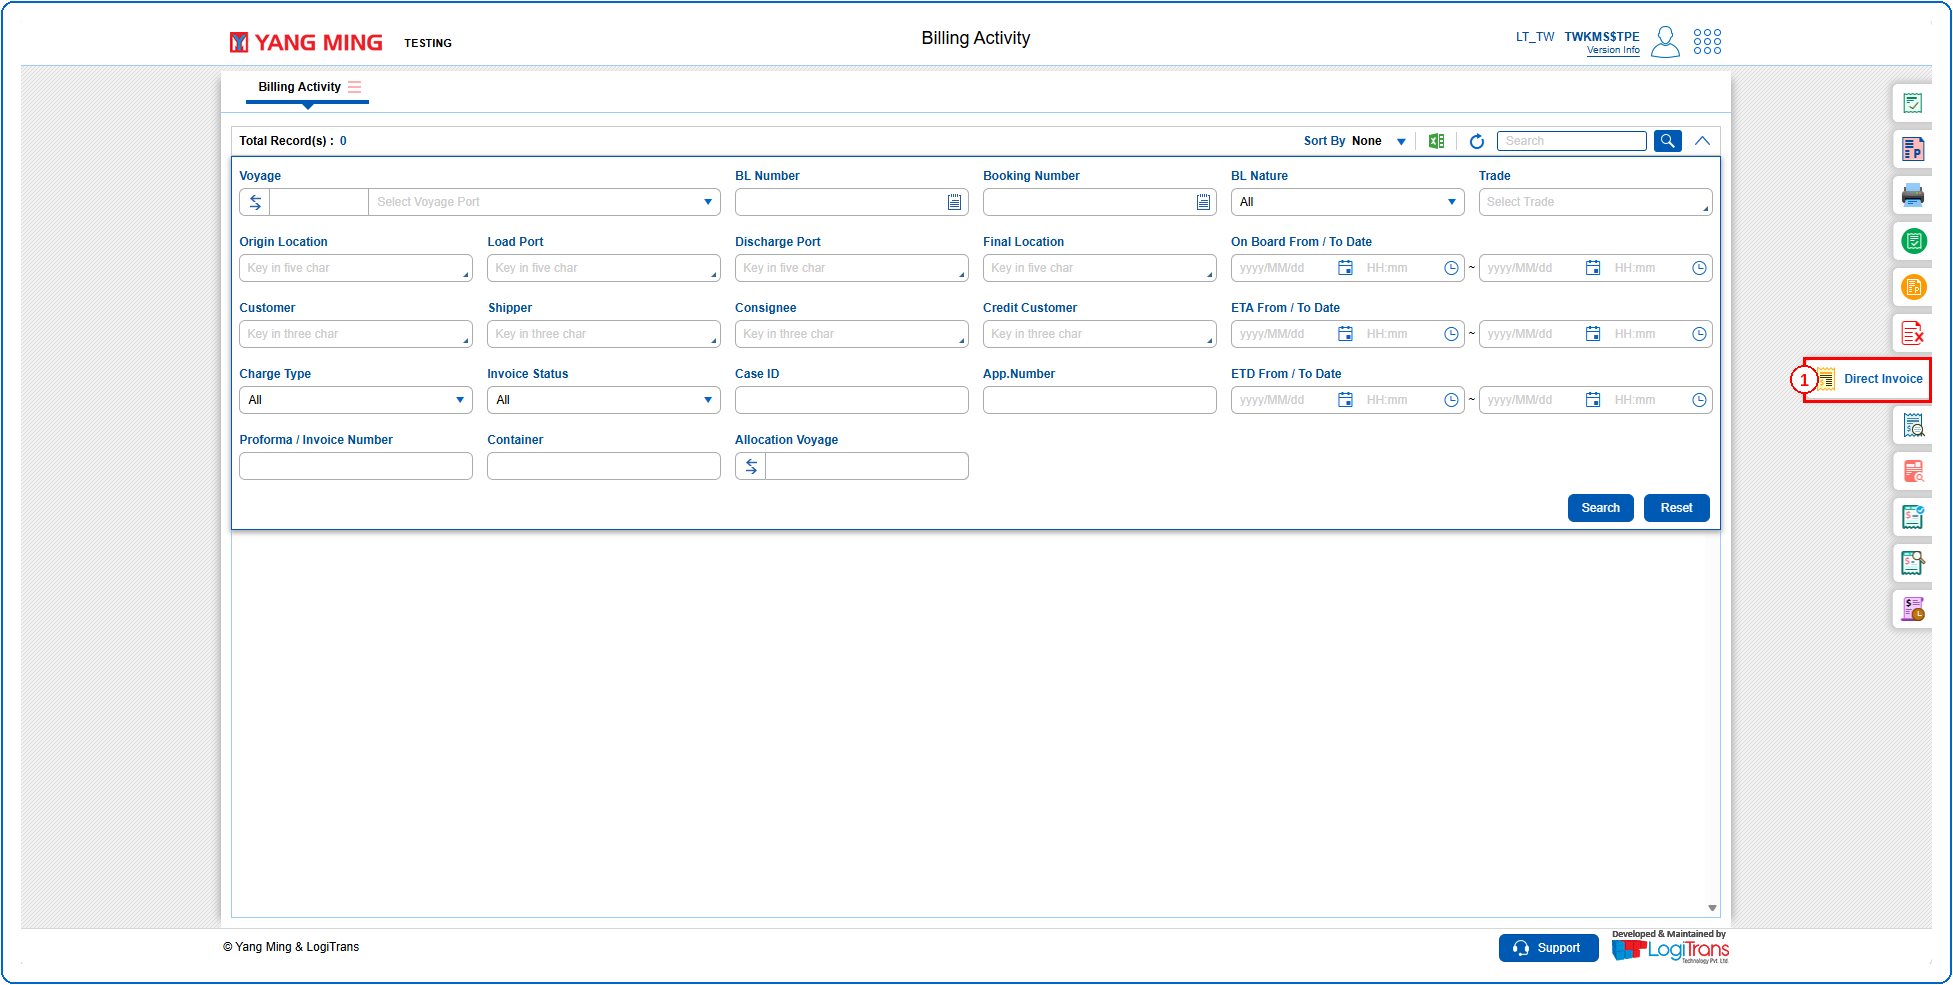 YANG MING TESTING
Billing Activity
LT_TW TWKMS$TPE
Version Info
Billing Activity
Total Record(s) : 0
Sort By None
Search
Voyage BL Number Booking Number BL Nature Trade
Select Voyage Port All Select Trade
Origin Location Load Port Discharge Port Final Location On Board From / To Date
Key in five char Key in five char Key in five char Key in five char yyyy/MM/dd HH:mm ~ yyyy/MM/dd HH:mm
Customer Shipper Consignee Credit Customer ETA From / To Date
Key in three char Key in three char Key in three char Key in three char yyyy/MM/dd HH:mm ~ yyyy/MM/dd HH:mm
Charge Type Invoice Status Case ID App.Number ETD From / To Date
All All yyyy/MM/dd HH:mm ~ yyyy/MM/dd HH:mm
Proforma / Invoice Number Container Allocation Voyage
Search Reset
1 Direct Invoice
© Yang Ming & LogiTrans
Support
Developed & Maintained by
LogiTrans
Technology Pvt. Ltd.